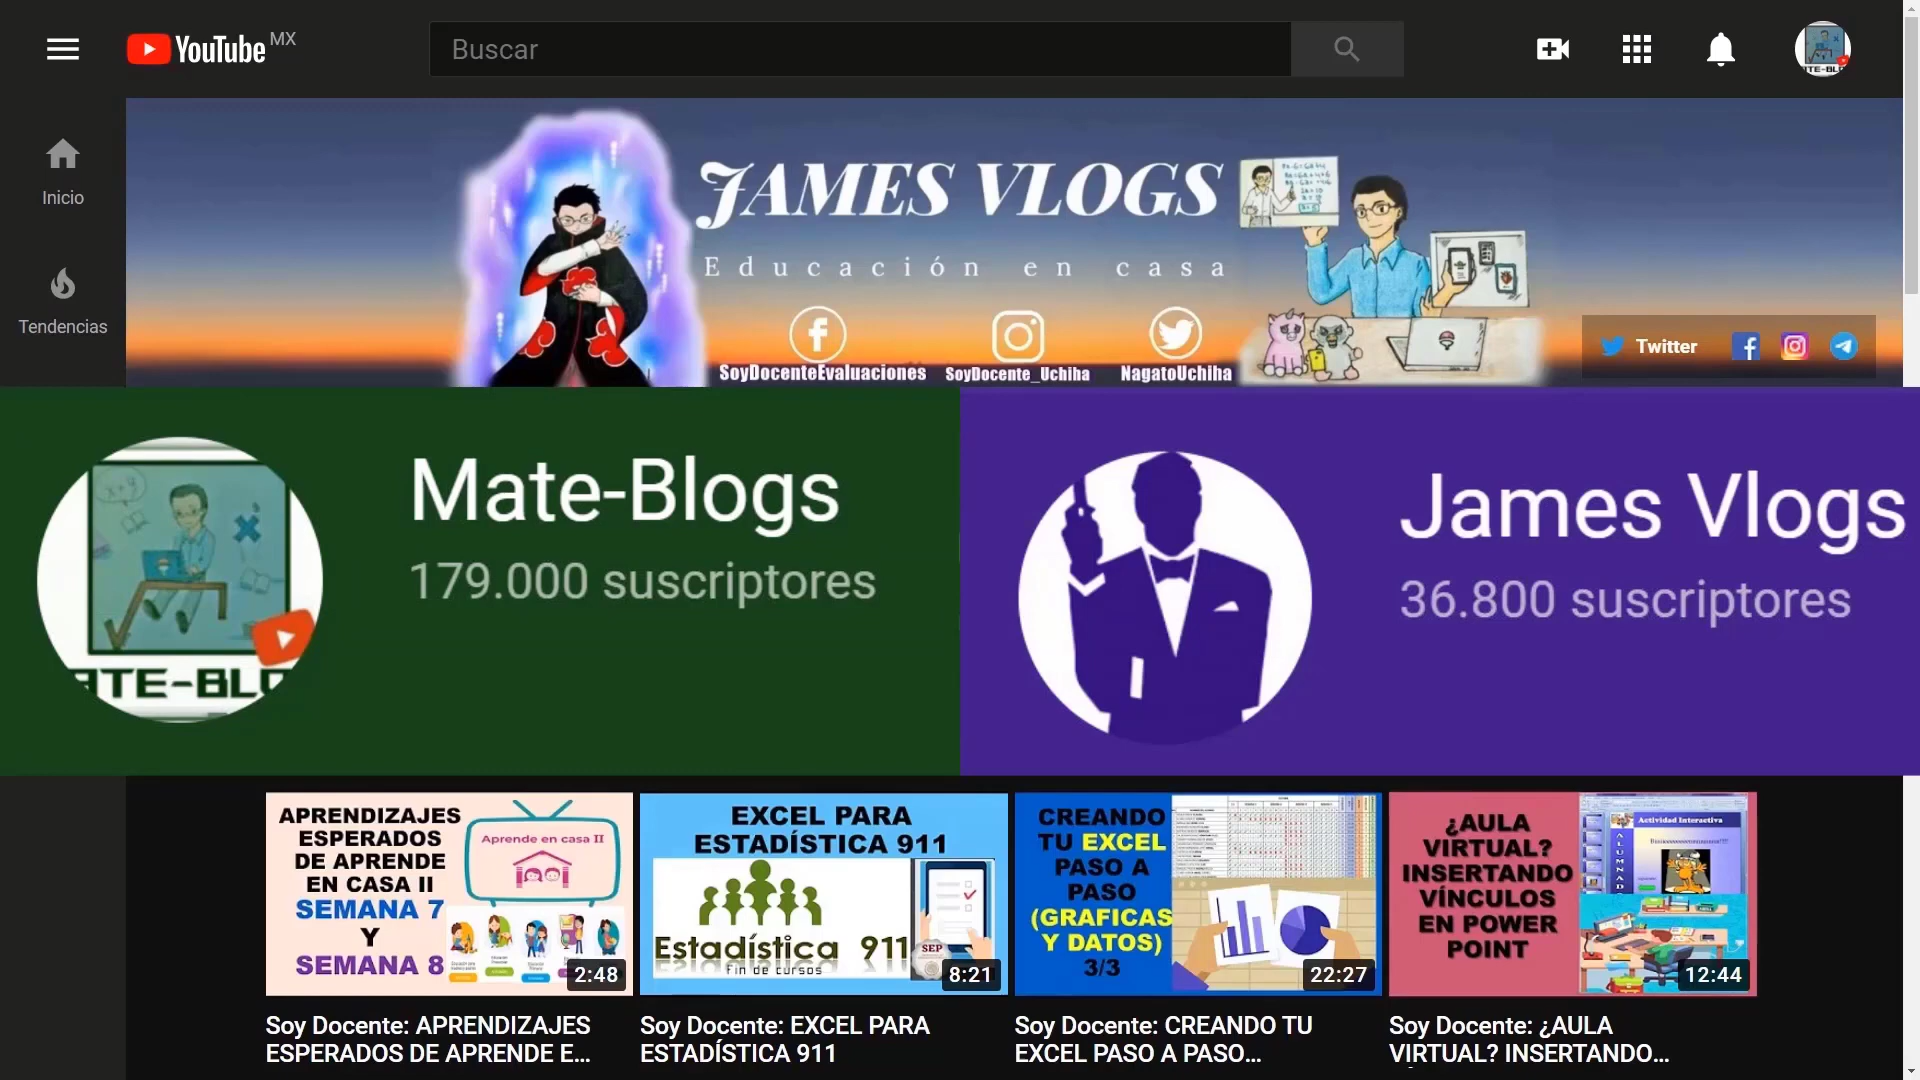 YouTube MX
Buscar
Inicio
Tendencias
JAMES VLOGS
Educación en casa
SoyDocenteEvaluaciones
SoyDocente_Uchiha
NagatoUchiha
Twitter
Mate-Blogs
179.000 suscriptores
James Vlogs
36.800 suscriptores
APRENDIZAJES
ESPERADOS
DE APRENDE
EN CASA II
SEMANA 7
Y
SEMANA 8
Aprende en casa II
2:48
EXCEL PARA
ESTADÍSTICA 911
Estadística 911
Fin de cursos
SEP
8:21
CREANDO
TU EXCEL
PASO A
PASO
(GRAFICAS
Y DATOS)
3/3
22:27
¿AULA
VIRTUAL?
INSERTANDO
VÍNCULOS
EN POWER
POINT
Actividad Interactiva
12:44
Soy Docente: APRENDIZAJES
ESPERADOS DE APRENDE E...
Soy Docente: EXCEL PARA
ESTADÍSTICA 911
Soy Docente: CREANDO TU
EXCEL PASO A PASO...
Soy Docente: ¿AULA
VIRTUAL? INSERTANDO...